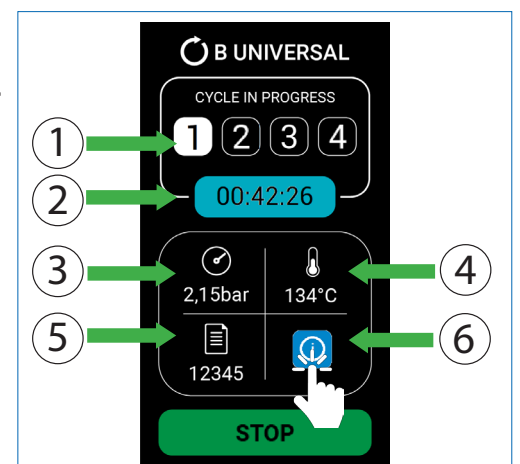 B UNIVERSAL
CYCLE IN PROGRESS
1 2 3 4
00:42:26
2,15bar 134°C
12345
STOP
1
2
3
4
5
6